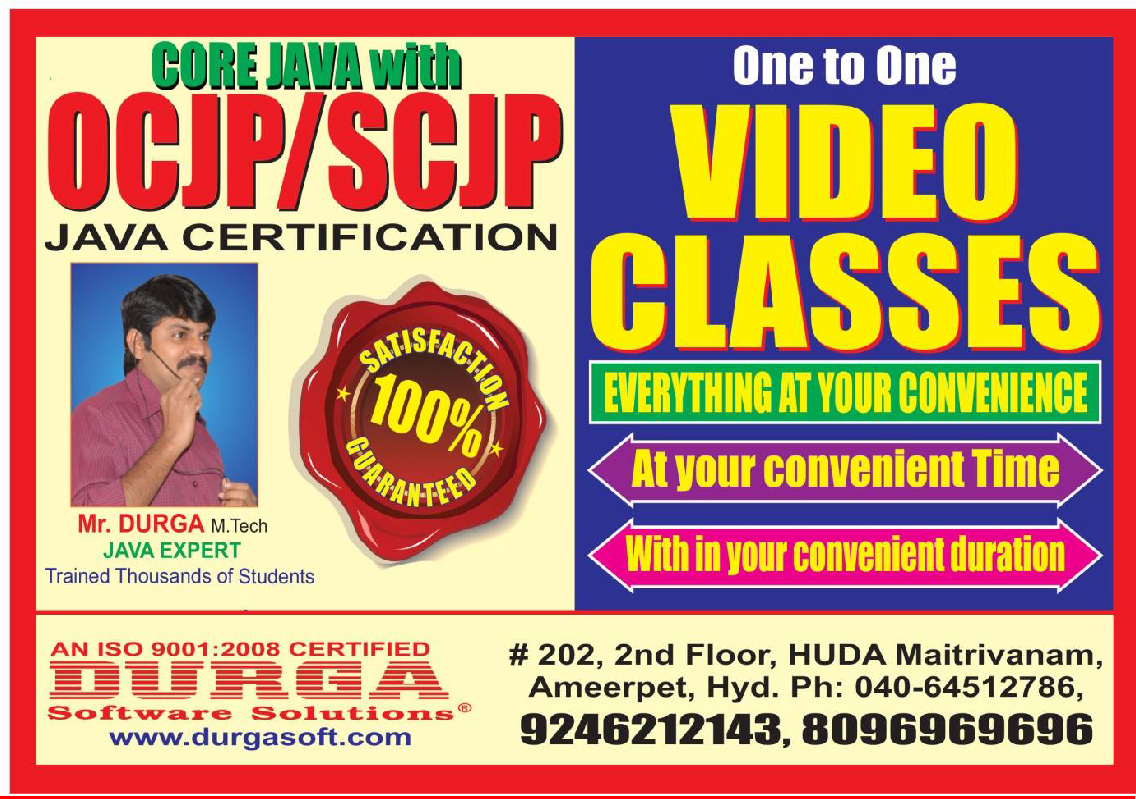 CORE JAVA with
OCJP/SCJP
JAVA CERTIFICATION
SATISFACTION
100%
GUARANTEED
Mr. DURGA M.Tech
JAVA EXPERT
Trained Thousands of Students
One to One
VIDEO
CLASSES
EVERYTHING AT YOUR CONVENIENCE
At your convenient Time
With in your convenient duration
AN ISO 9001:2008 CERTIFIED
DURGA
Software Solutions®
www.durgasoft.com
# 202, 2nd Floor, HUDA Maitrivanam,
Ameerpet, Hyd. Ph: 040-64512786,
9246212143, 8096969696